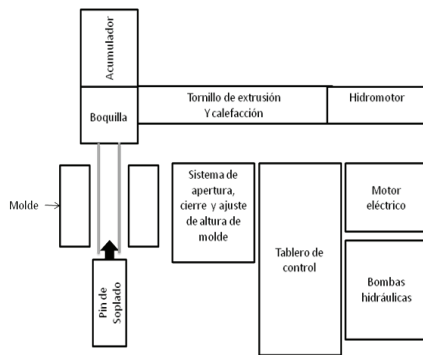 Acumulador
Boquilla
Tornillo de extrusión
Y calefacción
Hidromotor
Molde
Sistema de
apertura,
cierre y ajuste
de altura de
molde
Tablero de
control
Motor
eléctrico
Bombas
hidráulicas
Pin de
Soplado